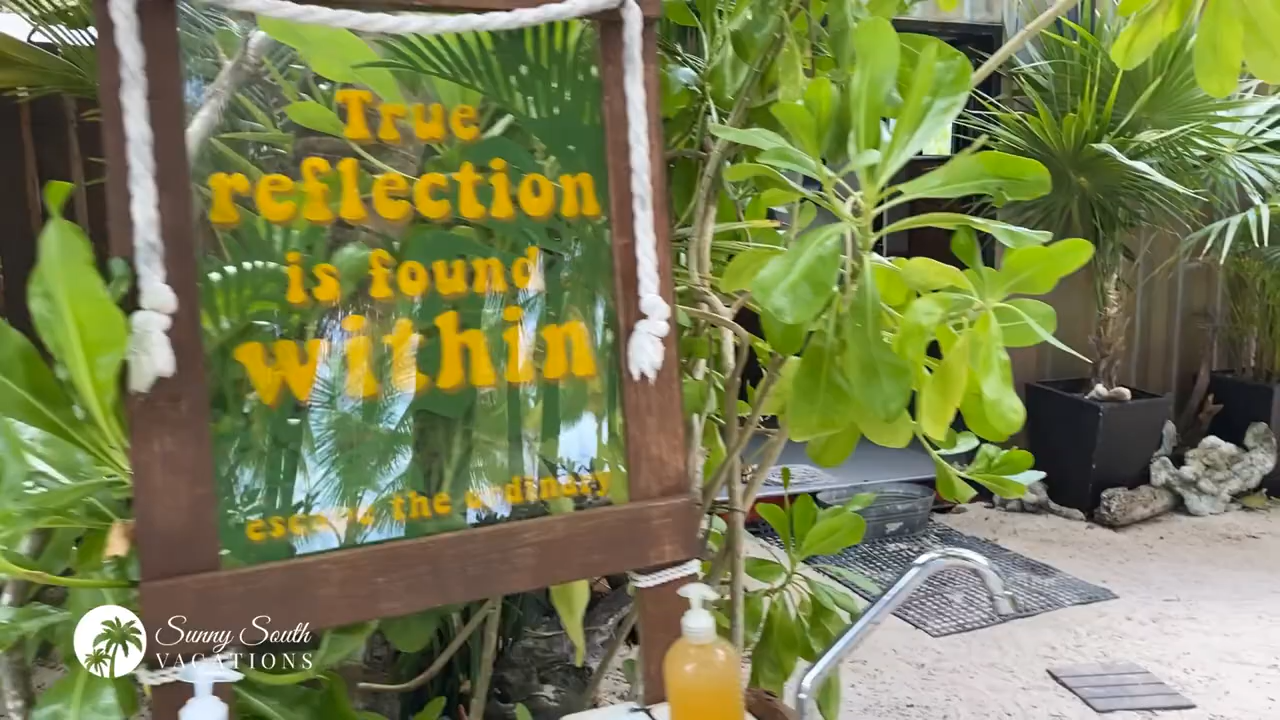 True
reflection
is found
within
escape the ordinary
Sunny South
VACATIONS